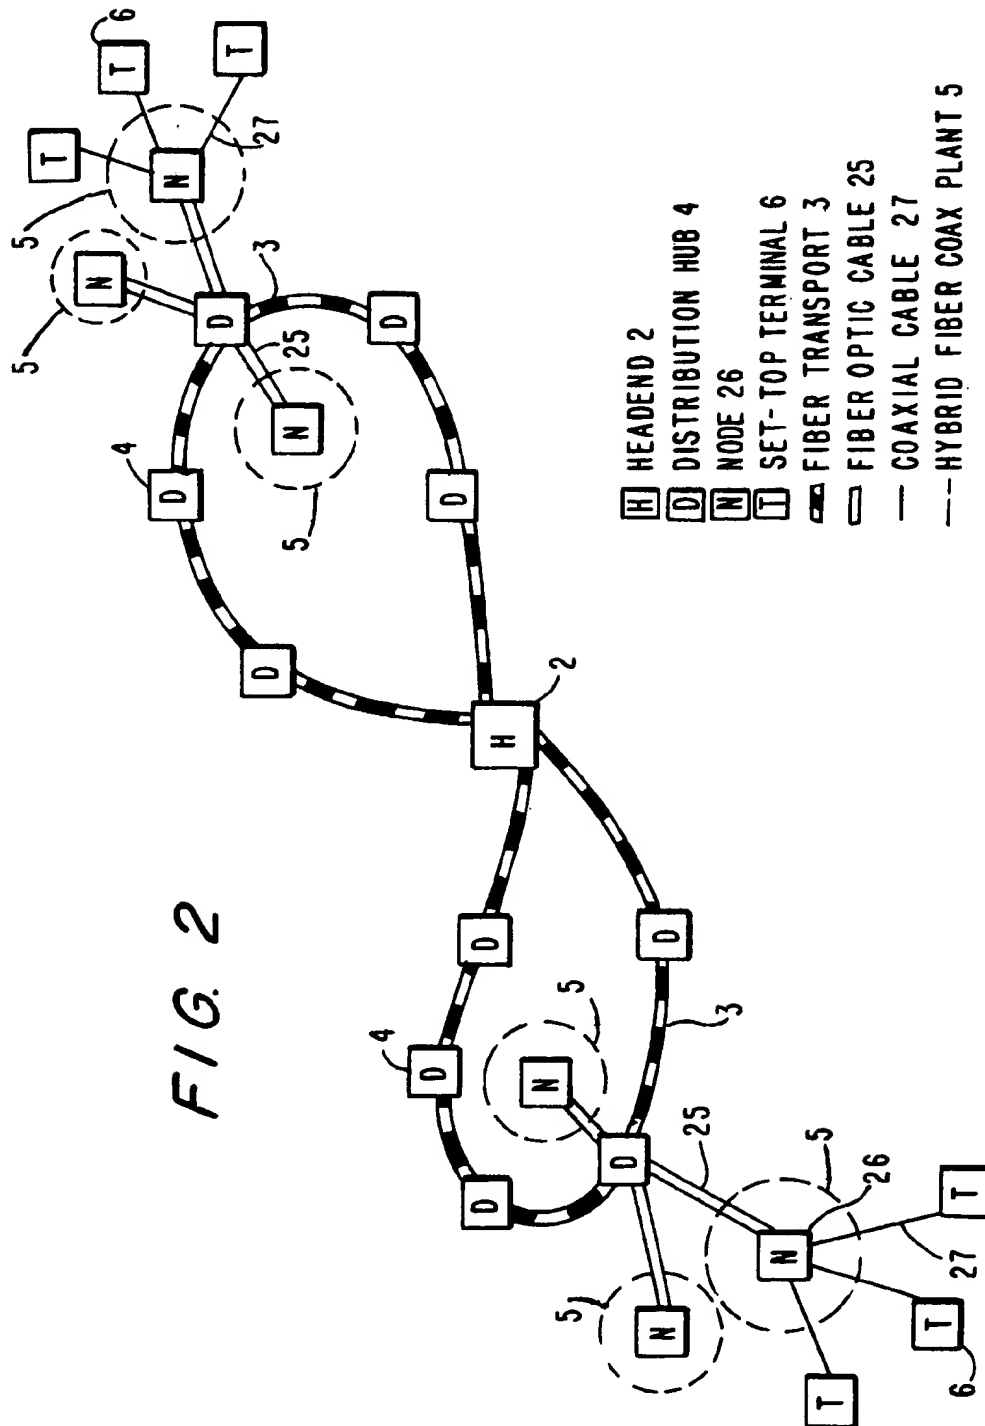 FIG. 2
5
5
T
6
N
T
4
N
D
D
3
27
T
D
25
N
5
D
4
D
D
D
D
H
2
N
5
5
D
N
D
25
3
N
5
26
T
T
27
6
T
H HEADEND 2
D DISTRIBUTION HUB 4
N NODE 26
T SET-TOP TERMINAL 6
FIBER TRANSPORT 3
FIBER OPTIC CABLE 25
COAXIAL CABLE 27
HYBRID FIBER COAX PLANT 5